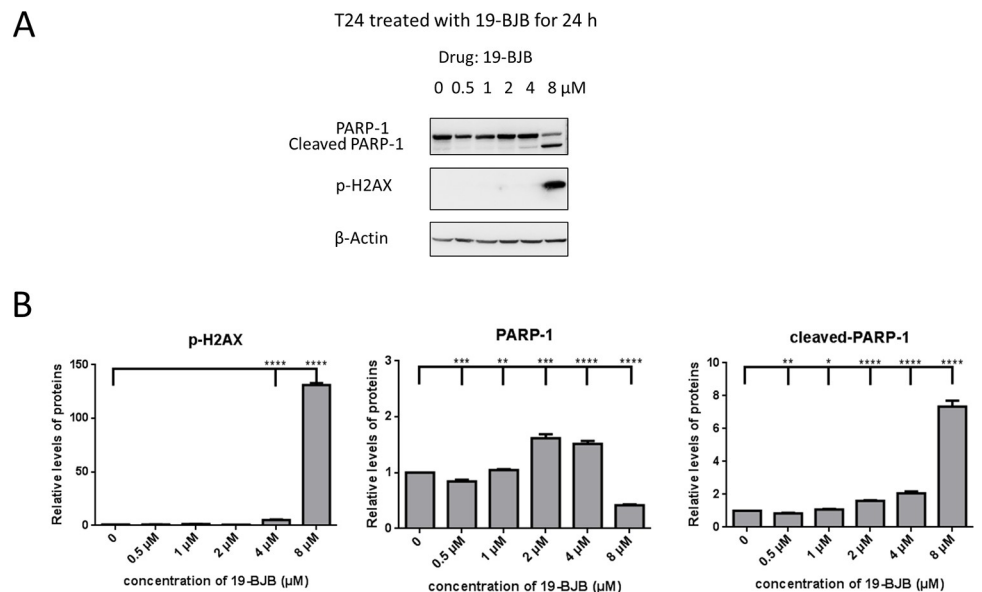 A
T24 treated with 19-BJB for 24 h
Drug: 19-BJB
0 0.5 1 2 4 8 μM
PARP-1
Cleaved PARP-1
p-H2AX
β-Actin
B
p-H2AX
Relative levels of proteins
150
100
50
0
**** ****
0 0.5 μM 1 μM 2 μM 4 μM 8 μM
concentration of 19-BJB (μM)
PARP-1
Relative levels of proteins
3
2
1
0
*** ** *** **** ****
0 0.5 μM 1 μM 2 μM 4 μM 8 μM
concentration of 19-BJB (μM)
cleaved-PARP-1
Relative levels of proteins
10
8
6
4
2
0
** * **** **** ****
0 0.5 μM 1 μM 2 μM 4 μM 8 μM
concentration of 19-BJB (μM)